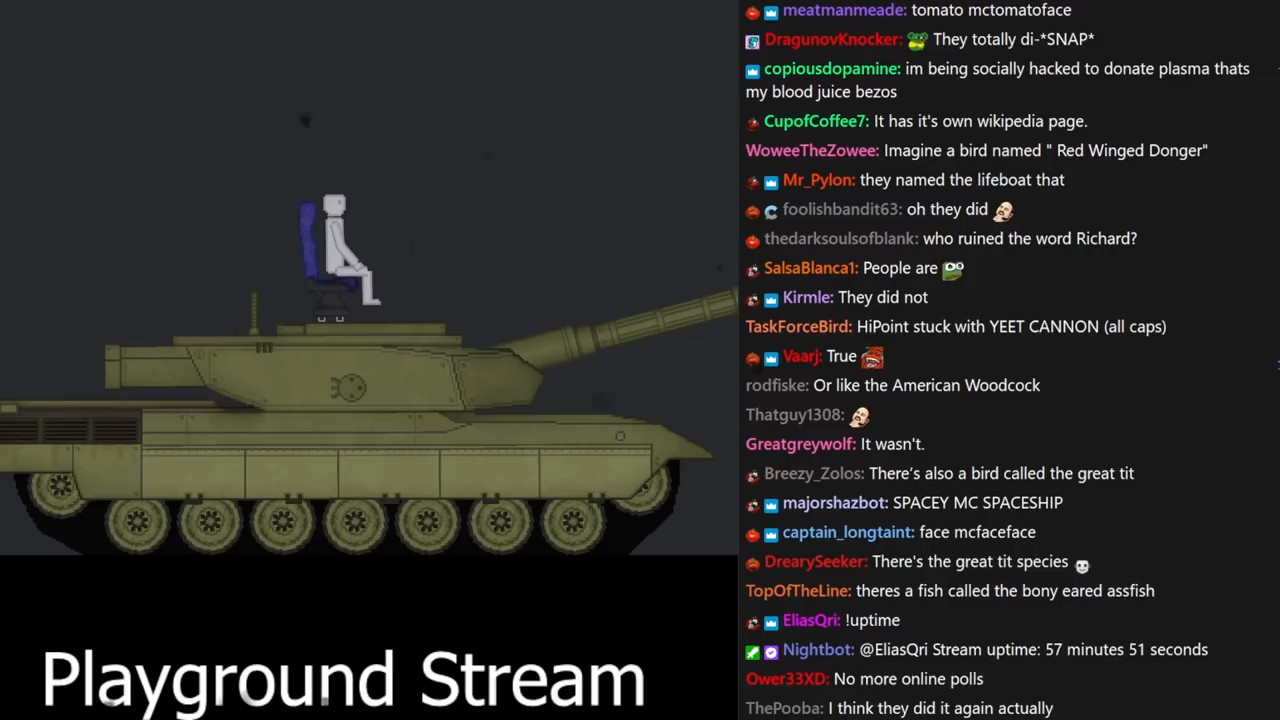 meatmanmeade: tomato mctomatoface
DragunovKnocker: They totally di-*SNAP*
copiousdopamine: im being socially hacked to donate plasma thats
my blood juice bezos
CupofCoffee7: It has it's own wikipedia page.
WoweeTheZowee: Imagine a bird named " Red Winged Donger"
Mr_Pylon: they named the lifeboat that
foolishbandit63: oh they did
thedarksoulsofblank: who ruined the word Richard?
SalsaBlanca1: People are
Kirmle: They did not
TaskForceBird: HiPoint stuck with YEET CANNON (all caps)
Vaarj: True
rodfiske: Or like the American Woodcock
Thatguy1308:
Greatgreywolf: It wasn't.
Breezy_Zolos: There's also a bird called the great tit
majorshazbot: SPACEY MC SPACESHIP
captain_longtaint: face mcfaceface
DrearySeeker: There's the great tit species
TopOfTheLine: theres a fish called the bony eared assfish
EliasQri: !uptime
Nightbot: @EliasQri Stream uptime: 57 minutes 51 seconds
Ower33XD: No more online polls
ThePooba: I think they did it again actually
Playground Stream